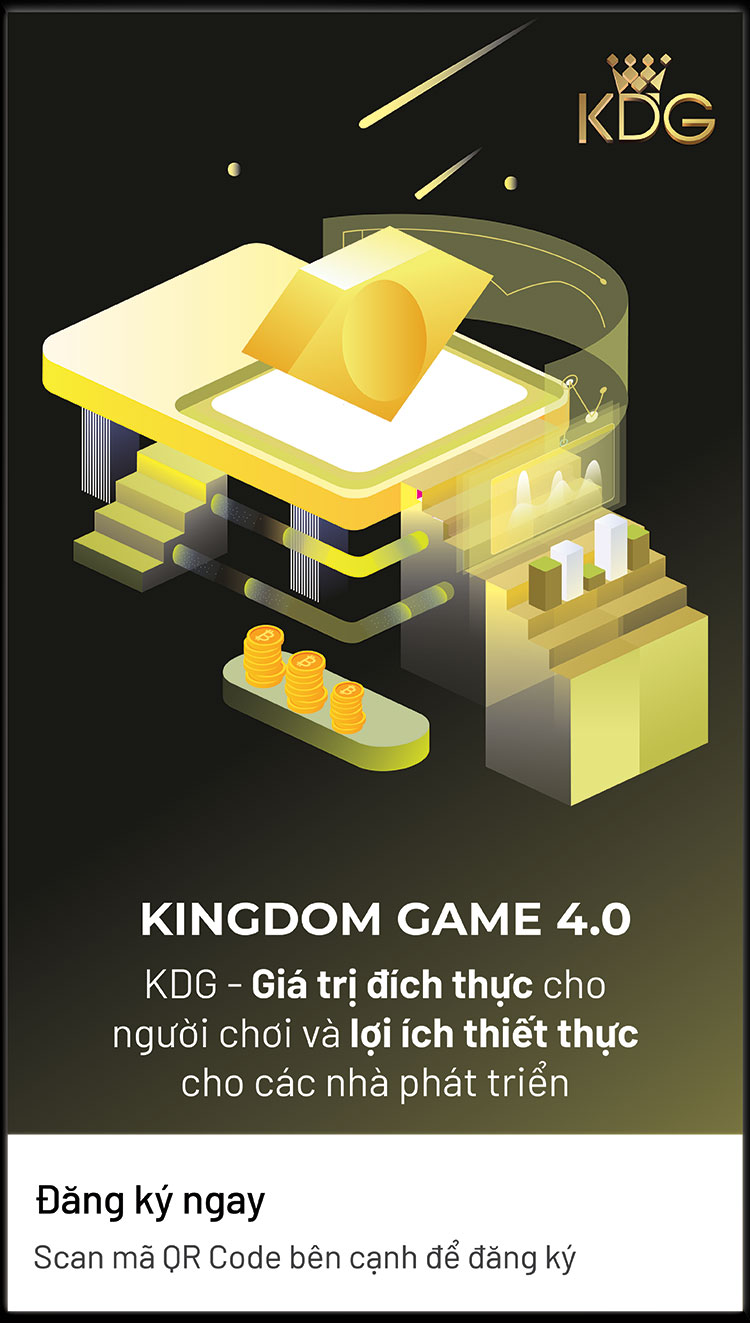 KDG
KINGDOM GAME 4.0
KDG - Giá trị đích thực cho
người chơi và lợi ích thiết thực
cho các nhà phát triển
Đăng ký ngay
Scan mã QR Code bên cạnh để đăng ký